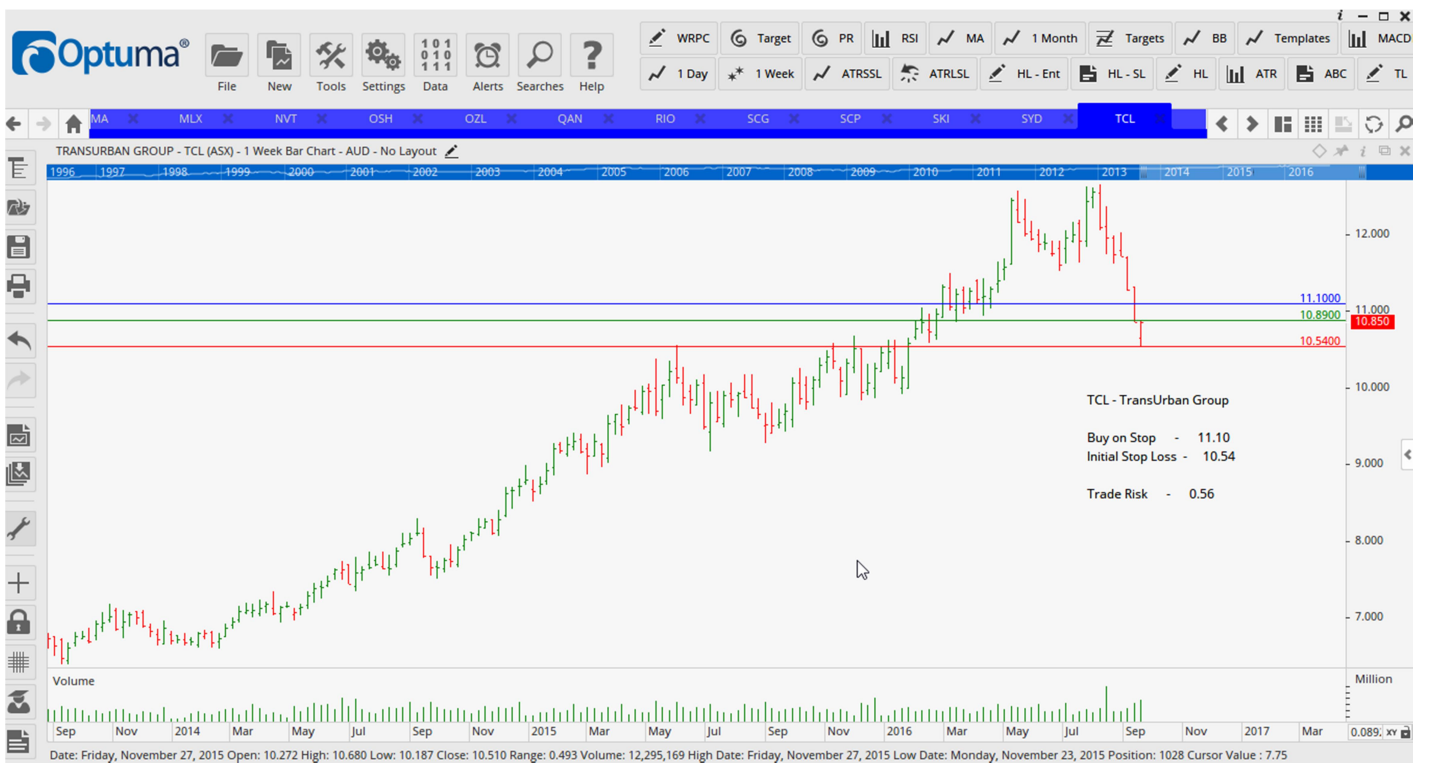 i
Optuma®
File New Tools Settings Data Alerts Searches Help
WRPC Target PR RSI MA 1 Month Targets BB Templates MACD
1 Day 1 Week ATRSSL ATRLSL HL - Ent HL - SL HL ATR ABC TL
MA MLX NVT OSH OZL QAN RIO SCG SCP SKI SYD TCL
TRANSURBAN GROUP - TCL (ASX) - 1 Week Bar Chart - AUD - No Layout
1996 1997 1998 1999 2000 2001 2002 2003 2004 2005 2006 2007 2008 2009 2010 2011 2012 2013 2014 2015 2016
12.000
11.1000
11.000
10.8900
10.850
10.5400
10.000
TCL - TransUrban Group
Buy on Stop - 11.10
Initial Stop Loss - 10.54
9.000
Trade Risk - 0.56
8.000
7.000
Volume
Million
Sep Nov 2014 Mar May Jul Sep Nov 2015 Mar May Jul Sep Nov 2016 Mar May Jul Sep Nov 2017 Mar
0.089; XY
Date: Friday, November 27, 2015 Open: 10.272 High: 10.680 Low: 10.187 Close: 10.510 Range: 0.493 Volume: 12,295,169 High Date: Friday, November 27, 2015 Low Date: Monday, November 23, 2015 Position: 1028 Cursor Value : 7.75